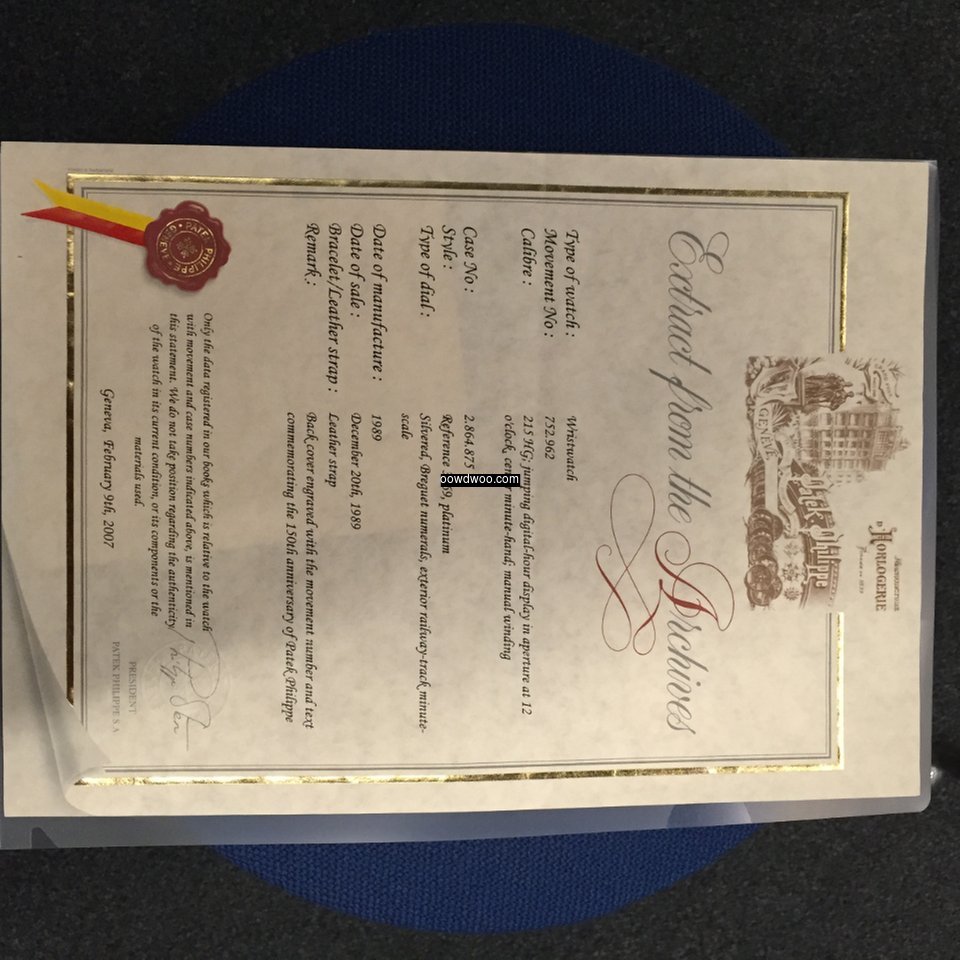 MANUFACTURE
D'HORLOGERIE
Patek Philippe
GENÈVE
Extract from the Archives
Type of watch : Wristwatch
Movement No : 752.962
Calibre : 215 HG; jumping digital-hour display in aperture at 12
o'clock, center minute-hand; manual winding
Case No : 2.864.875
Style : Reference 69, platinum
Type of dial : Silvered, Breguet numerals, exterior railway-track minute-
scale
Date of manufacture : 1989
Date of sale : December 20th, 1989
Bracelet/Leather strap : Leather strap
Remark : Back cover engraved with the movement number and text
commemorating the 150th anniversary of Patek Philippe
Only the data registered in our books which is relative to the watch
with movement and case numbers indicated above, is mentioned in
this statement. We do not take position regarding the authenticity
of the watch in its current condition, or its components or the
materials used.
Geneva, February 9th, 2007
PRESIDENT
PATEK PHILIPPE S.A
PATEK PHILIPPE GENEVE
oowdwoo.com